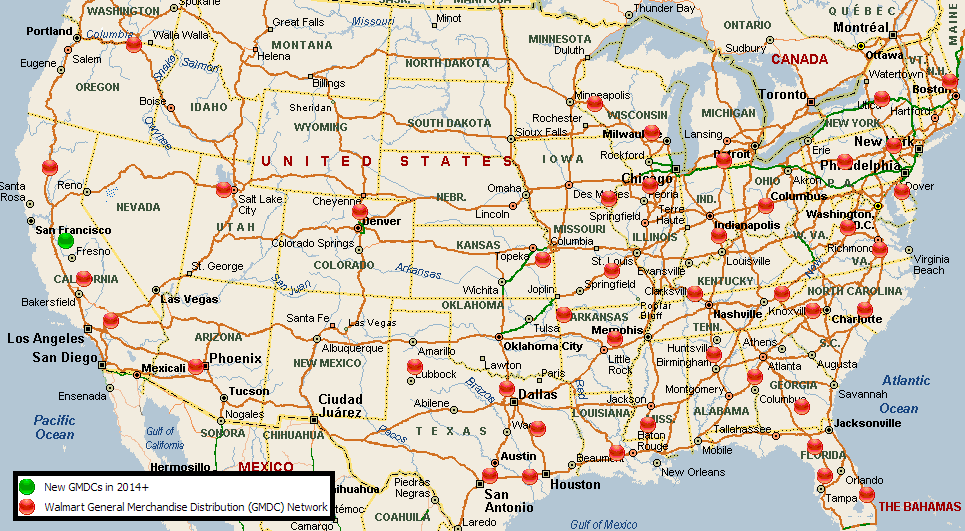 WASHINGTON
Spokane
SASK.
MANITOBA
Thunder Bay
ONTARIO
QUÉBEC
MAINE
Portland
Columbia
Walla Walla
Great Falls
Missouri
Minot
MINNESOTA
Duluth
Sudbury
Montréal
Ottawa
Salem
Snake
Salmon
MONTANA
Helena
NORTH DAKOTA
CANADA
VT.
N.H.
Eugene
OREGON
Boise
IDAHO
Billings
Sheridan
Minneapolis
WISCONSIN
MICHIGAN
Toronto
Watertown
Utica
Boston
Hartford
Owyhee
WYOMING
SOUTH DAKOTA
Sioux Falls
Rochester
Milwaukee
Lansing
NEW YORK
New York
UNITED STATES
IOWA
Rockford
Detroit
Erie
Philadelphia
Santa
Rosa
Reno
NEVADA
Salt Lake
City
Cheyenne
NEBR.
Omaha
Lincoln
Des Moines
Chicago
Peoria
OHIO
Akron
P.A.
Dover
San Francisco
UTAH
Denver
Colorado Springs
KANSAS
Topeka
MISSOURI
Columbia
Springfield
ILLINOIS
Terre
Haute
IND.
Indianapolis
Columbus
W. VA.
Washington,
D.C.
Fresno
CALIFORNIA
St. George
San Juan
COLORADO
Arkansas
Wichita
St. Louis
Evansville
Louisville
KENTUCKY
New
Richmond
VA.
Virginia
Beach
Bakersfield
Las Vegas
Santa Fe
Las Vegas
OKLAHOMA
Joplin
Springfield
Poplar
Bluff
Clarksville
Nashville
Knoxville
NORTH CAROLINA
Charlotte
Los Angeles
San Diego
ARIZONA
Albuquerque
Amarillo
Tulsa
Oklahoma City
ARKANSAS
Memphis
TENN.
Huntsville
Athens
S.C.
Mexicali
Phoenix
NEW MEXICO
Lubbock
Lawton
Paris
Little
Rock
Birmingham
Atlanta
Augusta
Ensenada
Tucson
Nogales
Ciudad
Juárez
Abilene
Brazos
Dallas
Red
LOUISIANA
Jackson
MISS.
Montgomery
ALABAMA
Columbus
GEORGIA
Savannah
Atlantic
Ocean
Pacific
Ocean
Gulf of
California
SONORA
CHIHUAHUA
Pecos
TEXAS
Waco
Baton
Rouge
Mobile
Tallahassee
Jacksonville
Hermosillo
MEXICO
Austin
Beaumont
New Orleans
FLORIDA
Orlando
Chihuahua
Piedras
Negras
San
Antonio
Houston
Tampa
THE BAHAMAS
Camargo
COAHUILA
Laredo
Gulf of Mexico
New GMDCs in 2014+
Walmart General Merchandise Distribution (GMDC) Network